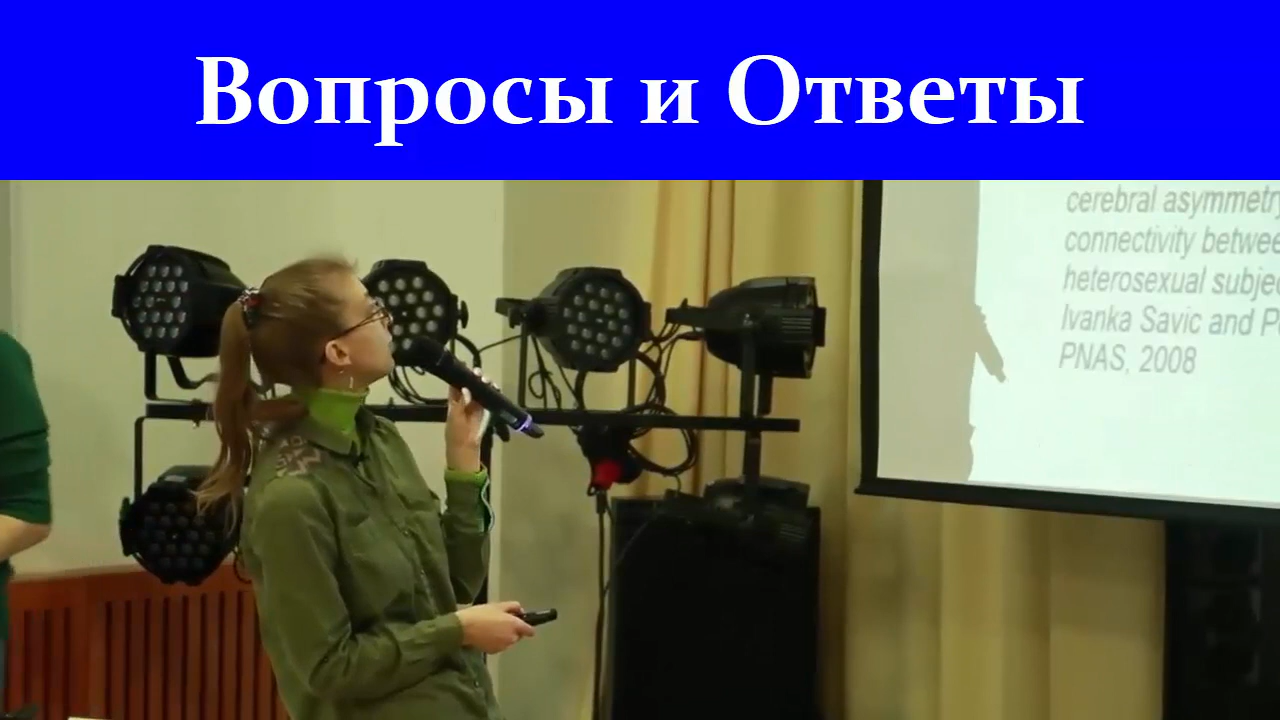 Вопросы и Ответы
cerebral asymmetry
connectivity betwee
heterosexual subje
Ivanka Savic and P
PNAS, 2008